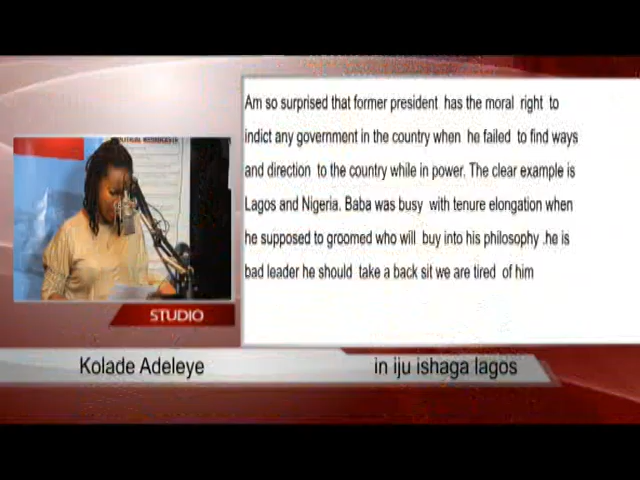 Am so surprised that former president has the moral right to
indict any government in the country when he failed to find ways
and direction to the country while in power. The clear example is
Lagos and Nigeria. Baba was busy with tenure elongation when
he supposed to groomed who will buy into his philosophy .he is
bad leader he should take a back sit we are tired of him
STUDIO
Kolade Adeleye
in iju ishaga lagos